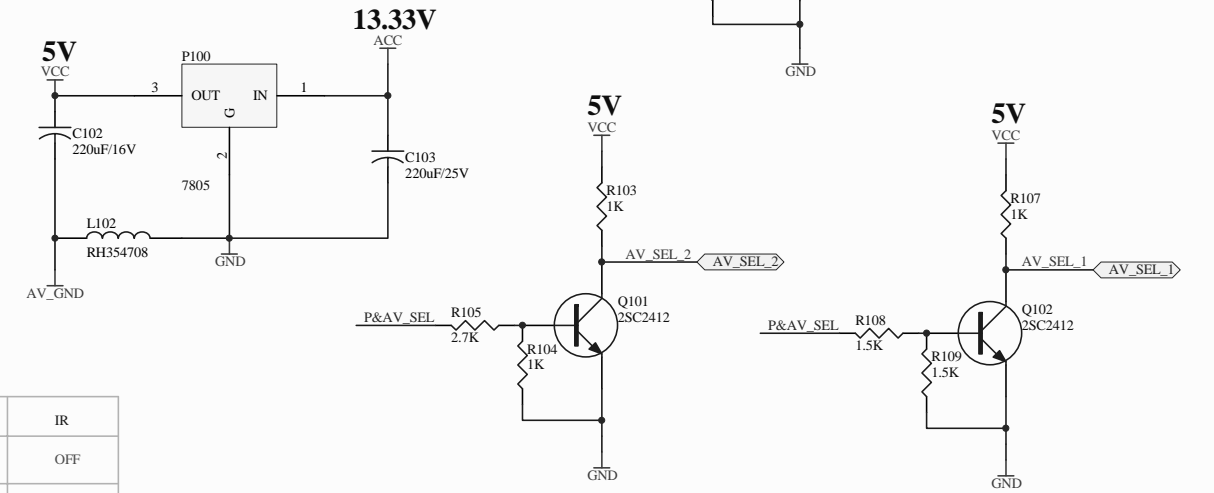 13.33V
ACC
5V
VCC
P100
3
OUT
IN
1
G
2
C102
220uF/16V
C103
220uF/25V
7805
L102
RH354708
GND
AV_GND
GND
5V
VCC
R103
1K
AV_SEL_2
AV_SEL_2
Q101
2SC2412
P&AV_SEL
R105
2.7K
R104
1K
GND
5V
VCC
R107
1K
AV_SEL_1
AV_SEL_1
Q102
2SC2412
P&AV_SEL
R108
1.5K
R109
1.5K
GND
IR
OFF